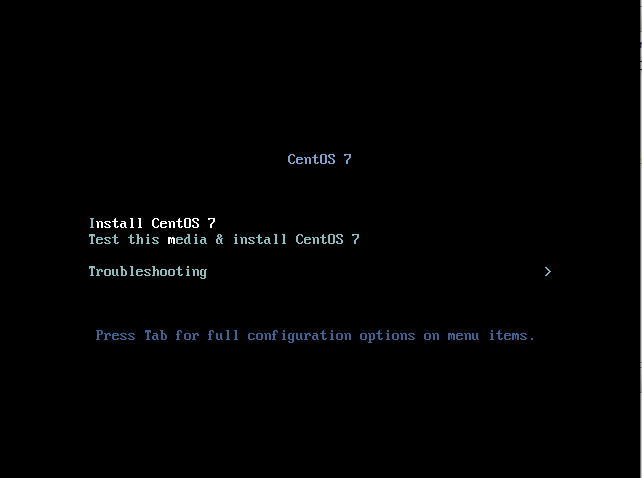 CentOS 7
Install CentOS 7
Test this media & install CentOS 7
Troubleshooting >
Press Tab for full configuration options on menu items.